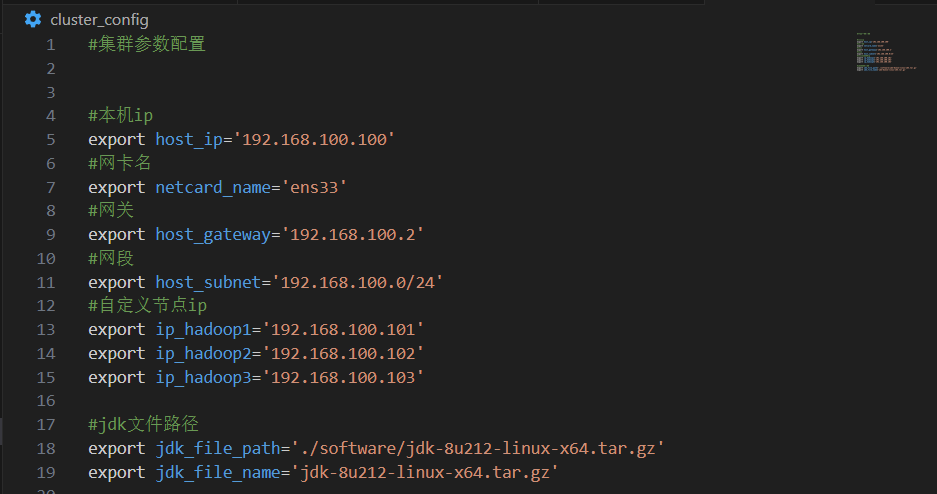 cluster_config
1 #集群参数配置
2
3
4 #本机ip
5 export host_ip='192.168.100.100'
6 #网卡名
7 export netcard_name='ens33'
8 #网关
9 export host_gateway='192.168.100.2'
10 #网段
11 export host_subnet='192.168.100.0/24'
12 #自定义节点ip
13 export ip_hadoop1='192.168.100.101'
14 export ip_hadoop2='192.168.100.102'
15 export ip_hadoop3='192.168.100.103'
16
17 #jdk文件路径
18 export jdk_file_path='./software/jdk-8u212-linux-x64.tar.gz'
19 export jdk_file_name='jdk-8u212-linux-x64.tar.gz'